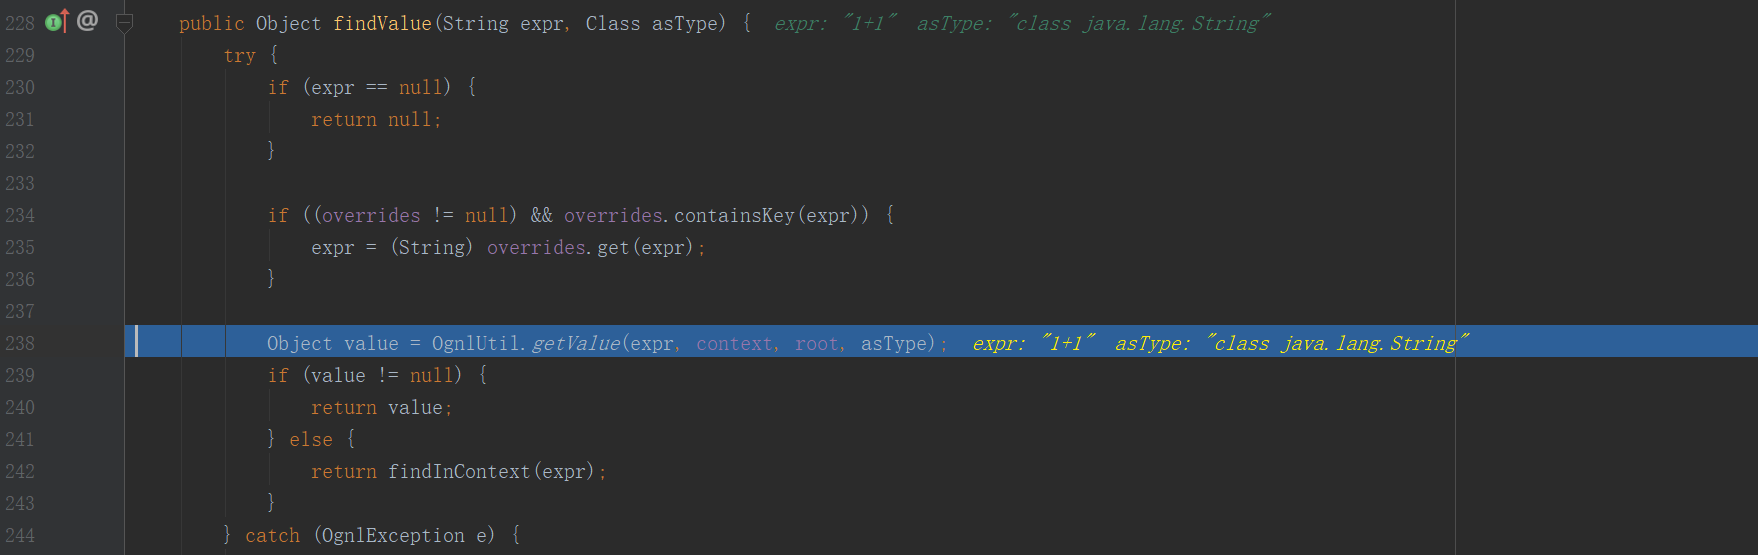 228 @ public Object findValue(String expr, Class asType) { expr: "1+1" asType: "class java.lang.String"
229 try {
230 if (expr == null) {
231 return null;
232 }
233
234 if ((overrides != null) && overrides.containsKey(expr)) {
235 expr = (String) overrides.get(expr);
236 }
237
238 Object value = OgnlUtil.getValue(expr, context, root, asType); expr: "1+1" asType: "class java.lang.String"
239 if (value != null) {
240 return value;
241 } else {
242 return findInContext(expr);
243 }
244 } catch (OgnlException e) {